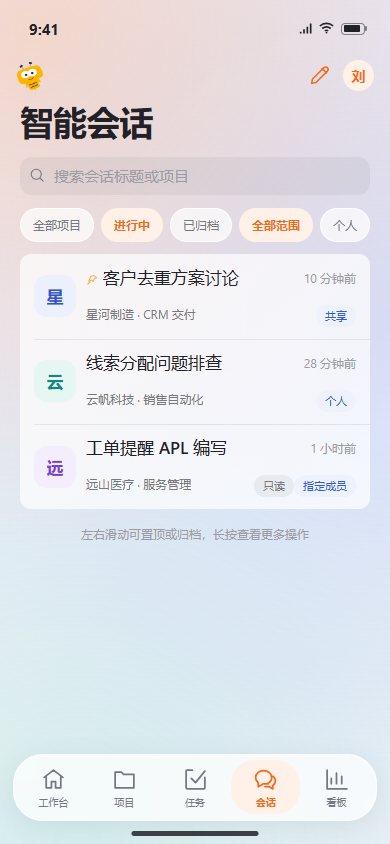 9:41
刘
智能会话
搜索会话标题或项目
全部项目 进行中 已归档 全部范围 个人
星
客户去重方案讨论 10 分钟前
星河制造 · CRM 交付 共享
云
线索分配问题排查 28 分钟前
云帆科技 · 销售自动化 个人
远
工单提醒 APL 编写 1 小时前
远山医疗 · 服务管理 只读 指定成员
左右滑动可置顶或归档，长按查看更多操作
工作台 项目 任务 会话 看板